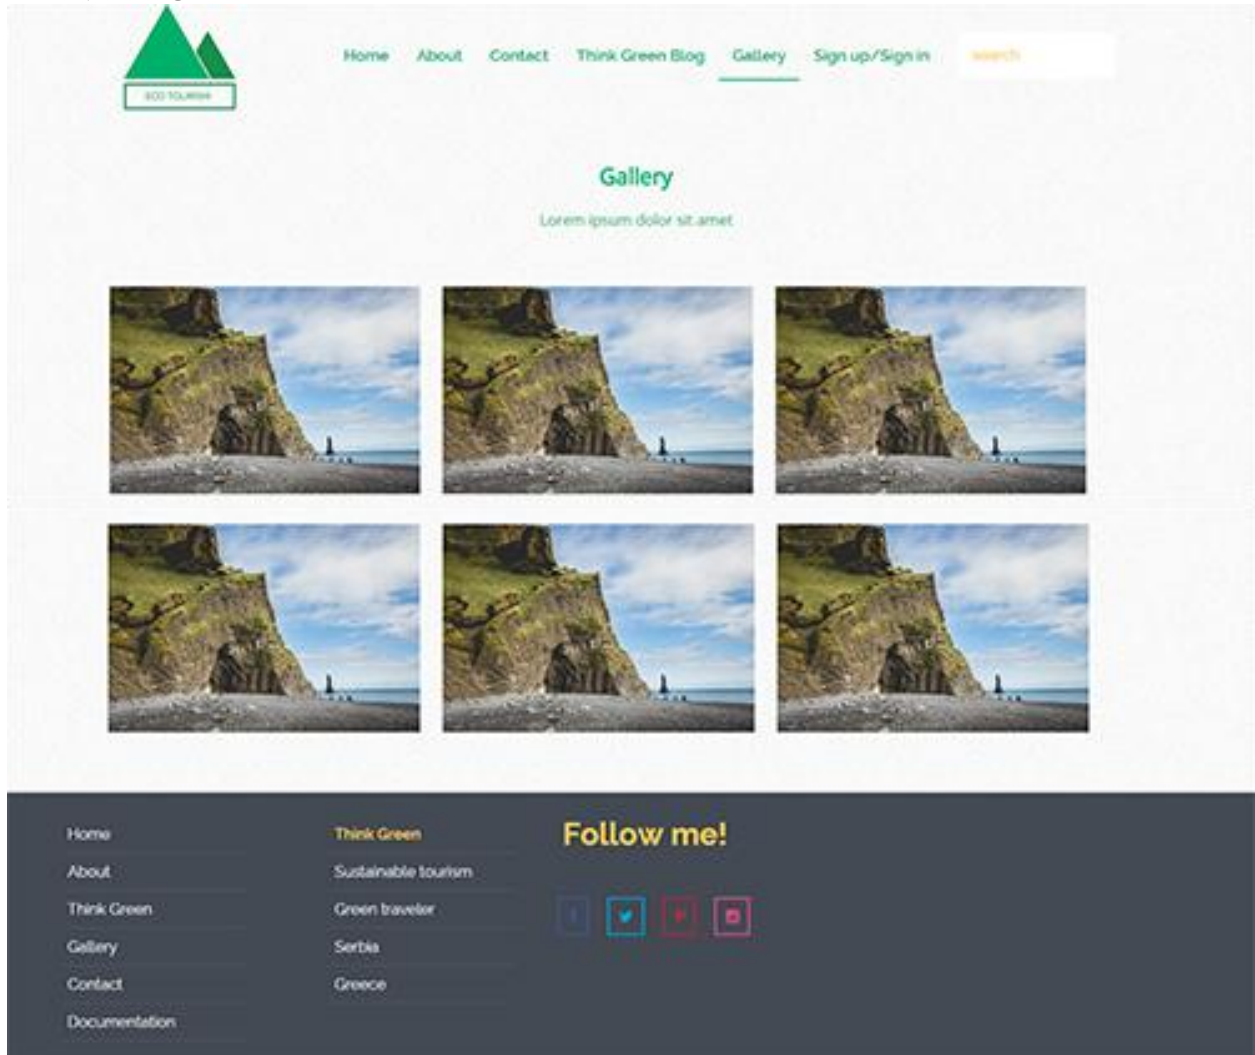 ECO TOURISM
Home About Contact Think Green Blog Gallery Sign up/Sign in search
Gallery
Lorem ipsum dolor sit amet
Home
About
Think Green
Gallery
Contact
Documentation
Think Green
Sustainable tourism
Green traveler
Serbia
Greece
Follow me!